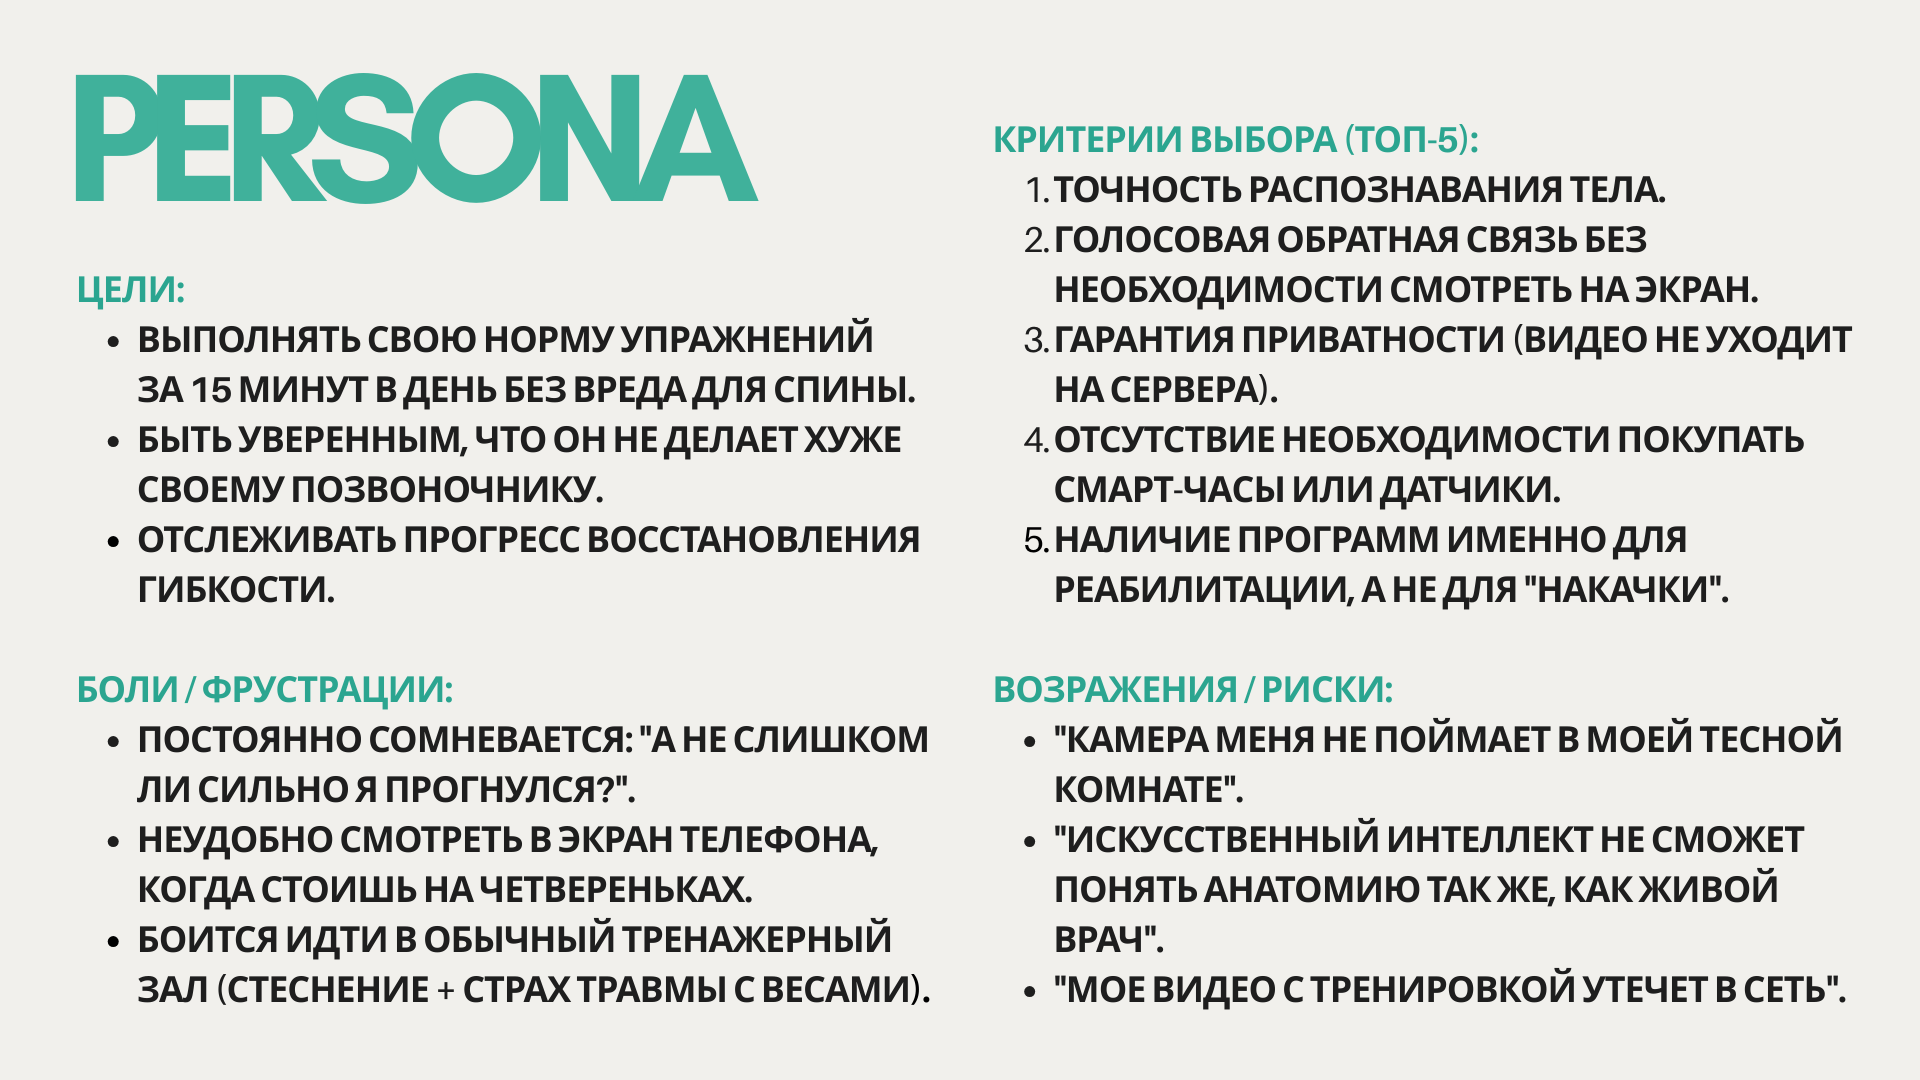 PERSONA
ЦЕЛИ:
• ВЫПОЛНЯТЬ СВОЮ НОРМУ УПРАЖНЕНИЙ
ЗА 15 МИНУТ В ДЕНЬ БЕЗ ВРЕДА ДЛЯ СПИНЫ.
• БЫТЬ УВЕРЕННЫМ, ЧТО ОН НЕ ДЕЛАЕТ ХУЖЕ
СВОЕМУ ПОЗВОНОЧНИКУ.
• ОТСЛЕЖИВАТЬ ПРОГРЕСС ВОССТАНОВЛЕНИЯ
ГИБКОСТИ.
БОЛИ / ФРУСТРАЦИИ:
• ПОСТОЯННО СОМНЕВАЕТСЯ: "А НЕ СЛИШКОМ
ЛИ СИЛЬНО Я ПРОГНУЛСЯ?".
• НЕУДОБНО СМОТРЕТЬ В ЭКРАН ТЕЛЕФОНА,
КОГДА СТОИШЬ НА ЧЕТВЕРЕНЬКАХ.
• БОИТСЯ ИДТИ В ОБЫЧНЫЙ ТРЕНАЖЕРНЫЙ
ЗАЛ (СТЕСНЕНИЕ + СТРАХ ТРАВМЫ С ВЕСАМИ).
КРИТЕРИИ ВЫБОРА (ТОП-5):
1. ТОЧНОСТЬ РАСПОЗНАВАНИЯ ТЕЛА.
2. ГОЛОСОВАЯ ОБРАТНАЯ СВЯЗЬ БЕЗ
НЕОБХОДИМОСТИ СМОТРЕТЬ НА ЭКРАН.
3. ГАРАНТИЯ ПРИВАТНОСТИ (ВИДЕО НЕ УХОДИТ
НА СЕРВЕРА).
4. ОТСУТСТВИЕ НЕОБХОДИМОСТИ ПОКУПАТЬ
СМАРТ-ЧАСЫ ИЛИ ДАТЧИКИ.
5. НАЛИЧИЕ ПРОГРАММ ИМЕННО ДЛЯ
РЕАБИЛИТАЦИИ, А НЕ ДЛЯ "НАКАЧКИ".
ВОЗРАЖЕНИЯ / РИСКИ:
• "КАМЕРА МЕНЯ НЕ ПОЙМАЕТ В МОЕЙ ТЕСНОЙ
КОМНАТЕ".
• "ИСКУССТВЕННЫЙ ИНТЕЛЛЕКТ НЕ СМОЖЕТ
ПОНЯТЬ АНАТОМИЮ ТАК ЖЕ, КАК ЖИВОЙ
ВРАЧ".
• "МОЕ ВИДЕО С ТРЕНИРОВКОЙ УТЕЧЕТ В СЕТЬ".